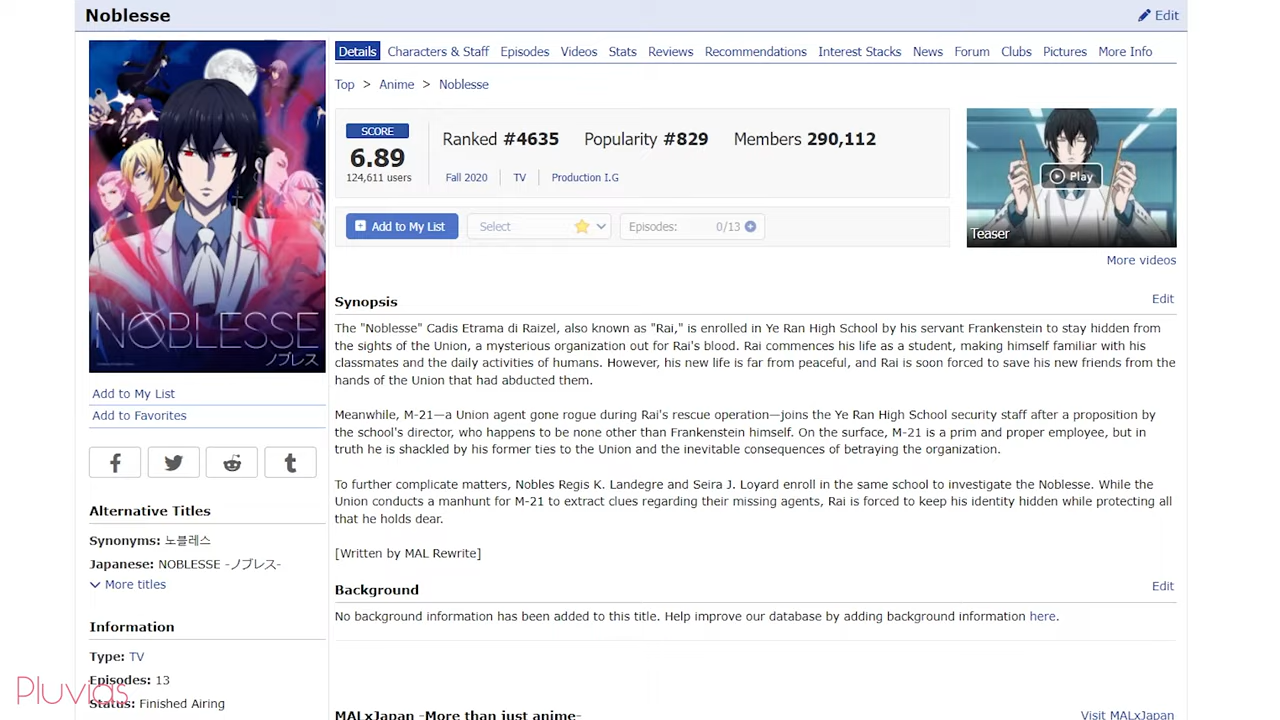 Noblesse
Edit
Details Characters & Staff Episodes Videos Stats Reviews Recommendations Interest Stacks News Forum Clubs Pictures More Info
Top > Anime > Noblesse
SCORE
6.89
124,611 users
Ranked #4635 Popularity #829 Members 290,112
Fall 2020 TV Production I.G
Add to My List Select Episodes: 0/13
Play
Teaser
More videos
NOBLESSE
ノブレス
Synopsis Edit
The "Noblesse" Cadis Etrama di Raizel, also known as "Rai," is enrolled in Ye Ran High School by his servant Frankenstein to stay hidden from
the sights of the Union, a mysterious organization out for Rai's blood. Rai commences his life as a student, making himself familiar with his
classmates and the daily activities of humans. However, his new life is far from peaceful, and Rai is soon forced to save his new friends from the
hands of the Union that had abducted them.
Meanwhile, M-21—a Union agent gone rogue during Rai's rescue operation—joins the Ye Ran High School security staff after a proposition by
the school's director, who happens to be none other than Frankenstein himself. On the surface, M-21 is a prim and proper employee, but in
truth he is shackled by his former ties to the Union and the inevitable consequences of betraying the organization.
To further complicate matters, Nobles Regis K. Landegre and Seira J. Loyard enroll in the same school to investigate the Noblesse. While the
Union conducts a manhunt for M-21 to extract clues regarding their missing agents, Rai is forced to keep his identity hidden while protecting all
that he holds dear.
[Written by MAL Rewrite]
Background Edit
No background information has been added to this title. Help improve our database by adding background information here.
MALxJapan -More than just anime- Visit MALxJapan
Add to My List
Add to Favorites
Alternative Titles
Synonyms: 노블레스
Japanese: NOBLESSE -ノブレス-
More titles
Information
Type: TV
Episodes: 13
Status: Finished Airing
Pluvias